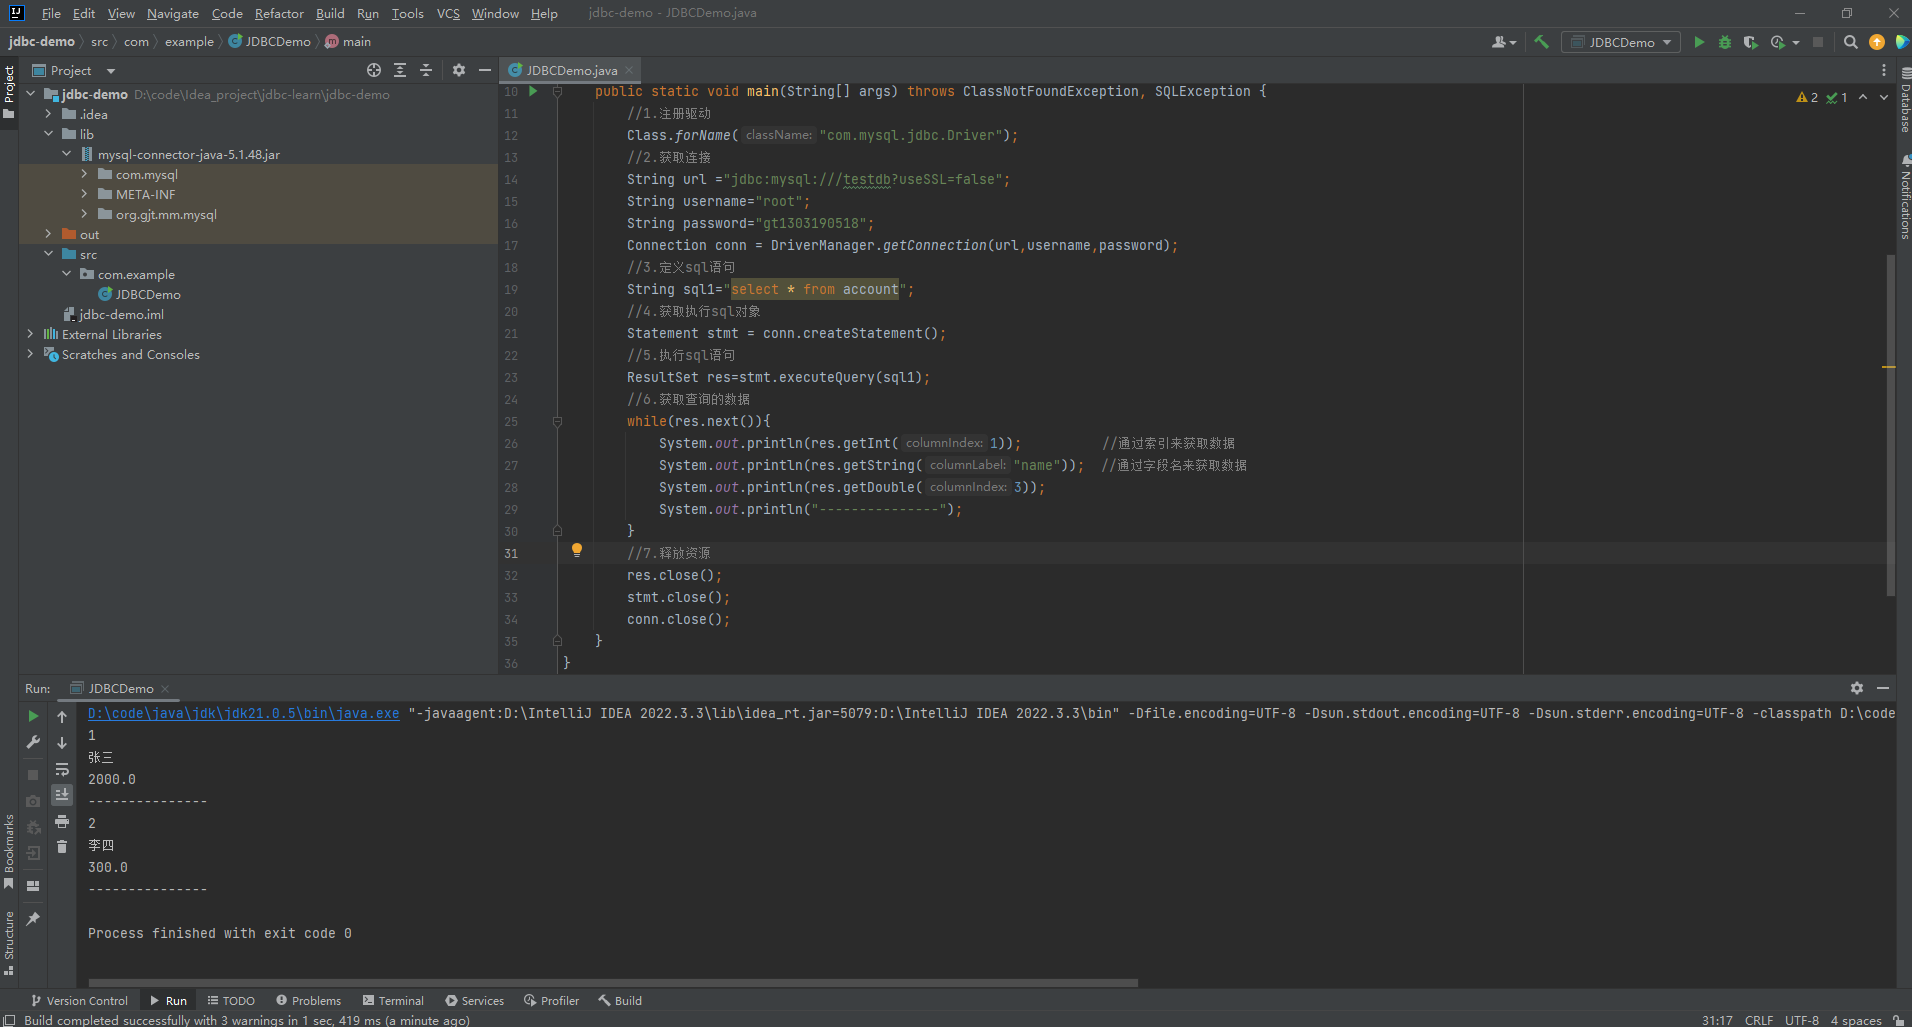 File Edit View Navigate Code Refactor Build Run Tools VCS Window Help jdbc-demo - JDBCDemo.java
jdbc-demo src com example JDBCDemo main JDBCDemo
Project
Project
JDBCDemo.java
jdbc-demo D:\code\Idea_project\jdbc-learn\jdbc-demo
.idea
lib
mysql-connector-java-5.1.48.jar
com.mysql
META-INF
org.gjt.mm.mysql
out
src
com.example
JDBCDemo
jdbc-demo.iml
External Libraries
Scratches and Consoles
2 1
10 public static void main(String[] args) throws ClassNotFoundException, SQLException {
11 //1.注册驱动
12 Class.forName( className: "com.mysql.jdbc.Driver");
13 //2.获取连接
14 String url ="jdbc:mysql:///testdb?useSSL=false";
15 String username="root";
16 String password="gt1303190518";
17 Connection conn = DriverManager.getConnection(url,username,password);
18 //3.定义sql语句
19 String sql1="select * from account";
20 //4.获取执行sql对象
21 Statement stmt = conn.createStatement();
22 //5.执行sql语句
23 ResultSet res=stmt.executeQuery(sql1);
24 //6.获取查询的数据
25 while(res.next()){
26 System.out.println(res.getInt( columnIndex: 1)); //通过索引来获取数据
27 System.out.println(res.getString( columnLabel: "name")); //通过字段名来获取数据
28 System.out.println(res.getDouble( columnIndex: 3));
29 System.out.println("---------------");
30 }
31 //7.释放资源
32 res.close();
33 stmt.close();
34 conn.close();
35 }
36 }
Database
Notifications
Run: JDBCDemo
D:\code\java\jdk\jdk21.0.5\bin\java.exe "-javaagent:D:\IntelliJ IDEA 2022.3.3\lib\idea_rt.jar=5079:D:\IntelliJ IDEA 2022.3.3\bin" -Dfile.encoding=UTF-8 -Dsun.stdout.encoding=UTF-8 -Dsun.stderr.encoding=UTF-8 -classpath D:\code
1
张三
2000.0
---------------
2
李四
300.0
---------------
Process finished with exit code 0
Bookmarks
Structure
Version Control Run TODO Problems Terminal Services Profiler Build
Build completed successfully with 3 warnings in 1 sec, 419 ms (a minute ago) 31:17 CRLF UTF-8 4 spaces